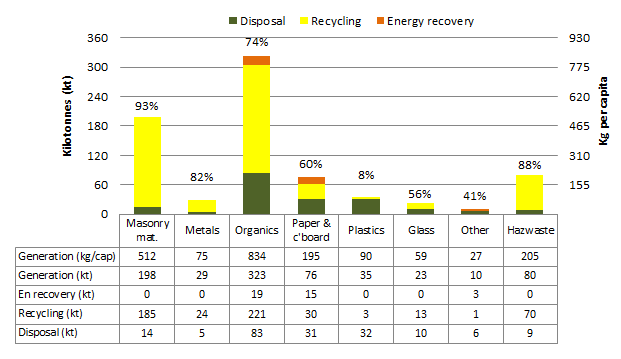 Disposal Recycling Energy recovery
Kilotonnes (kt)
360
300
240
180
120
60
0
93%
82%
74%
60%
8%
56%
41%
88%
930
775
620
465
310
155
Kg per capita
Masonry mat. Metals Organics Paper & c'board Plastics Glass Other Hazwaste
Generation (kg/cap) 512 75 834 195 90 59 27 205
Generation (kt) 198 29 323 76 35 23 10 80
En recovery (kt) 0 0 19 15 0 0 3 0
Recycling (kt) 185 24 221 30 3 13 1 70
Disposal (kt) 14 5 83 31 32 10 6 9